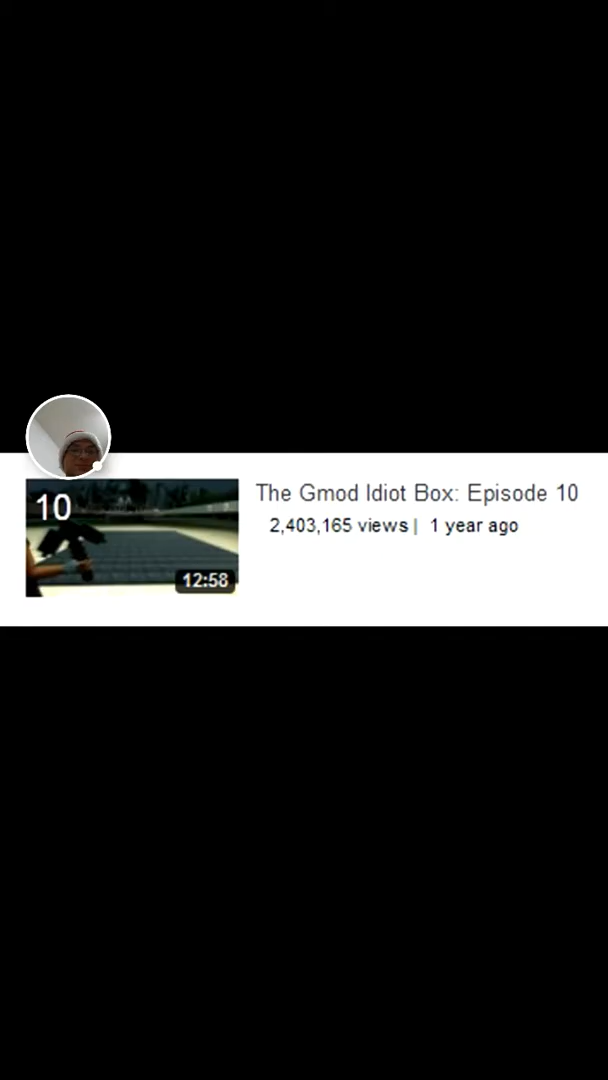 10
The Gmod Idiot Box: Episode 10
2,403,165 views | 1 year ago
12:58